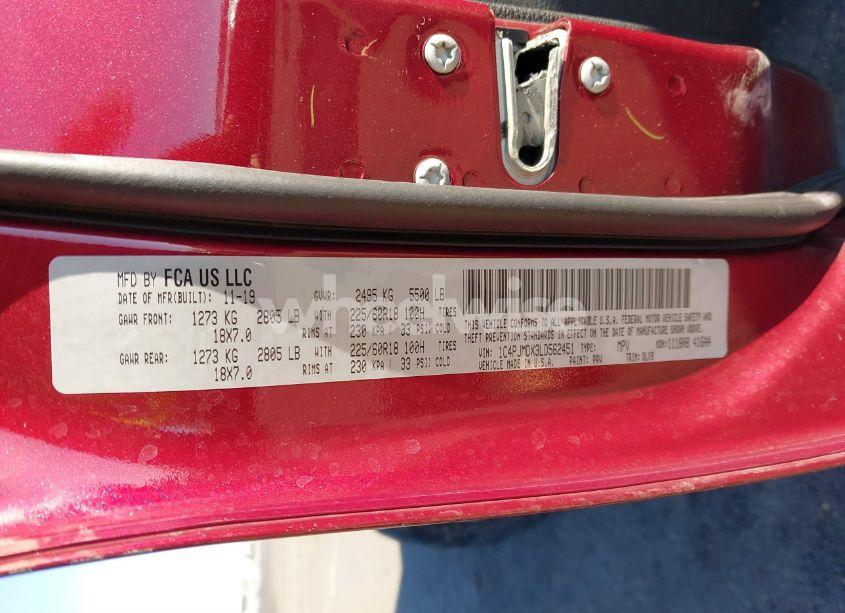 MFD BY FCA US LLC
DATE OF MFR(BUILT): 11-19 GVWR: 2495 KG 5500 LB
GAWR FRONT: 1273 KG 2805 LB WITH 225/60R18 100H TIRES
18X7.0 RIMS AT 230 KPA ( 33 PSI) COLD
GAWR REAR: 1273 KG 2805 LB WITH 225/60R18 100H TIRES
18X7.0 RIMS AT 230 KPA ( 33 PSI) COLD
THIS VEHICLE CONFORMS TO ALL APPLICABLE U.S.A. FEDERAL MOTOR VEHICLE SAFETY AND
THEFT PREVENTION STANDARDS IN EFFECT ON THE DATE OF MANUFACTURE SHOWN ABOVE.
VIN: 1C4PJMDX3LD562451 TYPE: MPV MDH:
VEHICLE MADE IN U.S.A. PAINT: PRV TRIM: